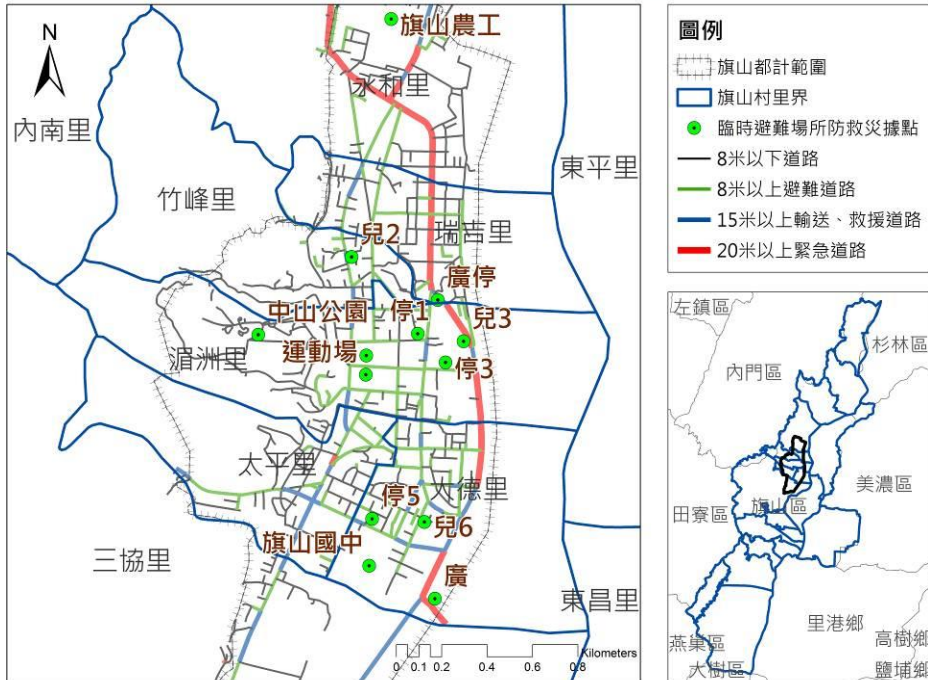 旗山農工
N
永和里
內南里
東平里
竹峰里
瑞吉里
兒2
廣停
中山公園
停1
兒3
運動場
湄洲里
停3
太平里
大德里
停5
兒6
旗山國中
三協里
廣
東昌里
Kilometers
0 0.1 0.2 0.4 0.6 0.8
圖例
旗山都計範圍
旗山村里界
臨時避難場所防救災據點
8米以下道路
8米以上避難道路
15米以上輸送、救援道路
20米以上緊急道路
左鎮區
杉林區
內門區
美濃區
田寮區
旗山區
里港鄉
燕巢區
高樹鄉
大樹區
鹽埔鄉